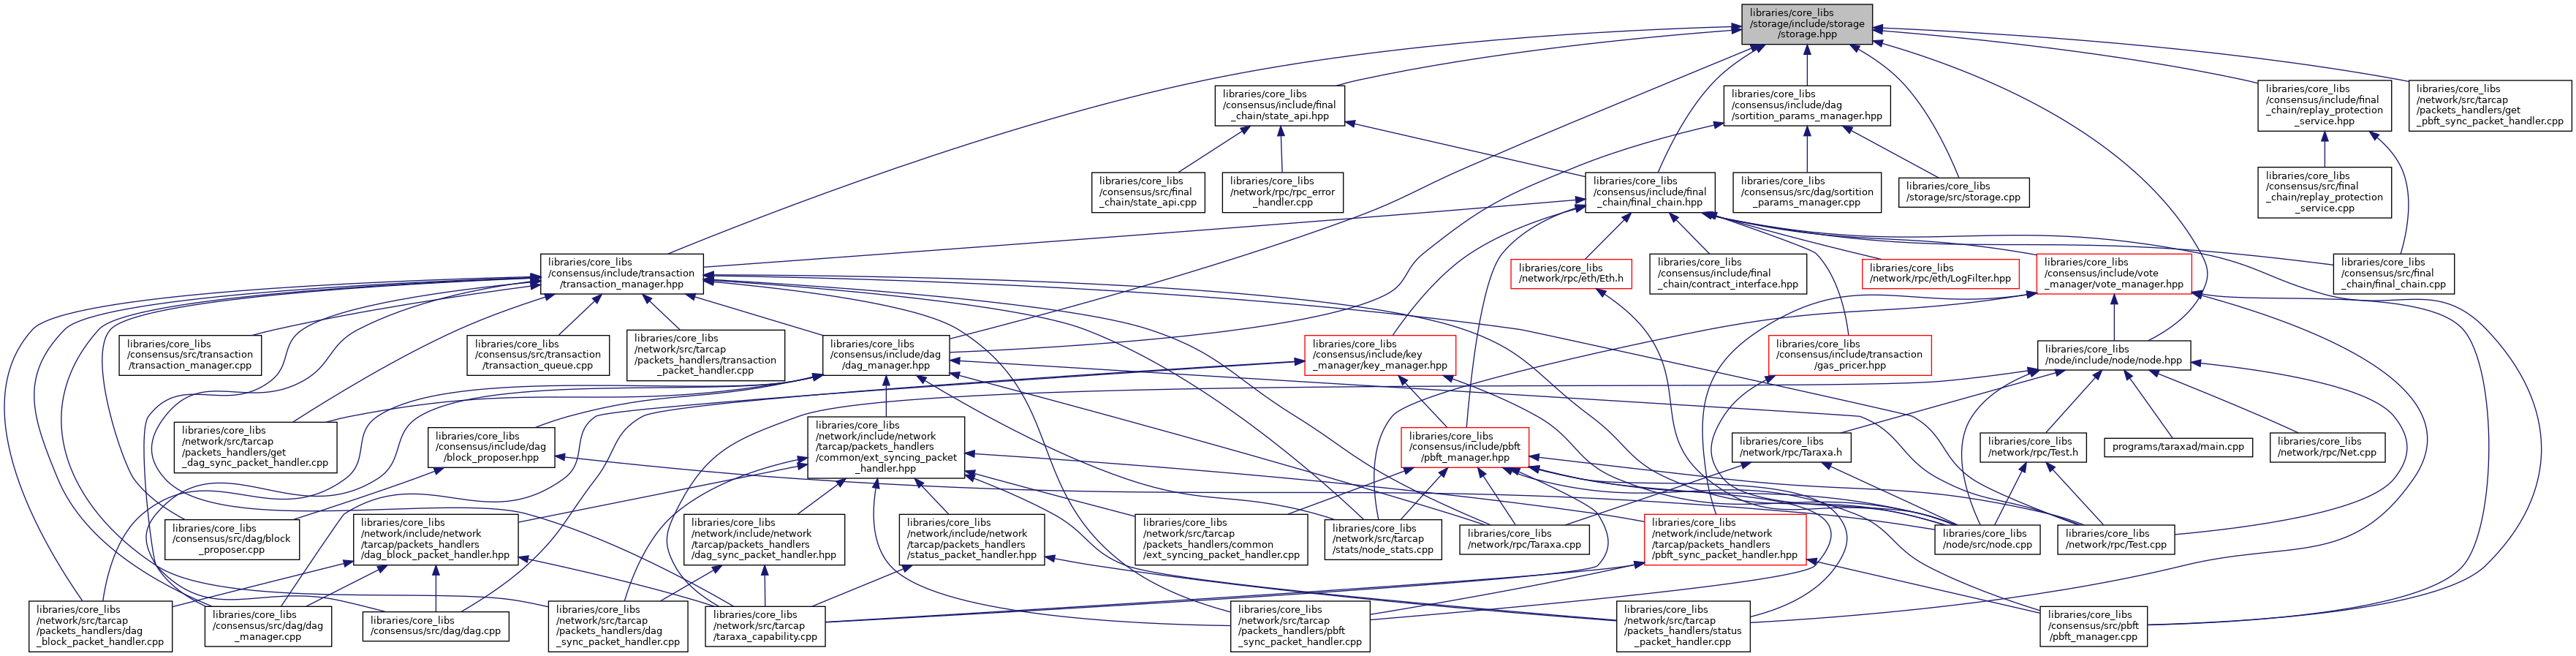 libraries/core_libs
/storage/include/storage
/storage.hpp
libraries/core_libs
/consensus/include/final
_chain/state_api.hpp
libraries/core_libs
/consensus/include/dag
/sortition_params_manager.hpp
libraries/core_libs
/consensus/include/final
_chain/replay_protection
_service.hpp
libraries/core_libs
/network/src/tarcap
/packets_handlers/get
_pbft_sync_packet_handler.cpp
libraries/core_libs
/consensus/src/final
_chain/state_api.cpp
libraries/core_libs
/network/rpc/rpc_error
_handler.cpp
libraries/core_libs
/consensus/include/final
_chain/final_chain.hpp
libraries/core_libs
/consensus/src/dag/sortition
_params_manager.cpp
libraries/core_libs
/storage/src/storage.cpp
libraries/core_libs
/consensus/src/final
_chain/replay_protection
_service.cpp
libraries/core_libs
/consensus/include/transaction
/transaction_manager.hpp
libraries/core_libs
/network/rpc/eth/Eth.h
libraries/core_libs
/consensus/include/final
_chain/contract_interface.hpp
libraries/core_libs
/network/rpc/eth/LogFilter.hpp
libraries/core_libs
/consensus/include/vote
_manager/vote_manager.hpp
libraries/core_libs
/consensus/src/final
_chain/final_chain.cpp
libraries/core_libs
/consensus/src/transaction
/transaction_manager.cpp
libraries/core_libs
/consensus/src/transaction
/transaction_queue.cpp
libraries/core_libs
/network/src/tarcap
/packets_handlers/transaction
_packet_handler.cpp
libraries/core_libs
/consensus/include/dag
/dag_manager.hpp
libraries/core_libs
/consensus/include/key
_manager/key_manager.hpp
libraries/core_libs
/consensus/include/transaction
/gas_pricer.hpp
libraries/core_libs
/node/include/node/node.hpp
libraries/core_libs
/network/src/tarcap
/packets_handlers/get
_dag_sync_packet_handler.cpp
libraries/core_libs
/consensus/include/dag
/block_proposer.hpp
libraries/core_libs
/network/include/network
/tarcap/packets_handlers
/common/ext_syncing_packet
_handler.hpp
libraries/core_libs
/consensus/include/pbft
/pbft_manager.hpp
libraries/core_libs
/network/rpc/Taraxa.h
libraries/core_libs
/network/rpc/Test.h
programs/taraxad/main.cpp
libraries/core_libs
/network/rpc/Net.cpp
libraries/core_libs
/consensus/src/dag/block
_proposer.cpp
libraries/core_libs
/network/include/network
/tarcap/packets_handlers
/dag_block_packet_handler.hpp
libraries/core_libs
/network/include/network
/tarcap/packets_handlers
/dag_sync_packet_handler.hpp
libraries/core_libs
/network/include/network
/tarcap/packets_handlers
/status_packet_handler.hpp
libraries/core_libs
/network/src/tarcap
/packets_handlers/common
/ext_syncing_packet_handler.cpp
libraries/core_libs
/network/src/tarcap
/stats/node_stats.cpp
libraries/core_libs
/network/rpc/Taraxa.cpp
libraries/core_libs
/network/include/network
/tarcap/packets_handlers
/pbft_sync_packet_handler.hpp
libraries/core_libs
/node/src/node.cpp
libraries/core_libs
/network/rpc/Test.cpp
libraries/core_libs
/network/src/tarcap
/packets_handlers/dag
_block_packet_handler.cpp
libraries/core_libs
/consensus/src/dag/dag
_manager.cpp
libraries/core_libs
/consensus/src/dag/dag.cpp
libraries/core_libs
/network/src/tarcap
/packets_handlers/dag
_sync_packet_handler.cpp
libraries/core_libs
/network/src/tarcap
/taraxa_capability.cpp
libraries/core_libs
/network/src/tarcap
/packets_handlers/pbft
_sync_packet_handler.cpp
libraries/core_libs
/network/src/tarcap
/packets_handlers/status
_packet_handler.cpp
libraries/core_libs
/consensus/src/pbft
/pbft_manager.cpp